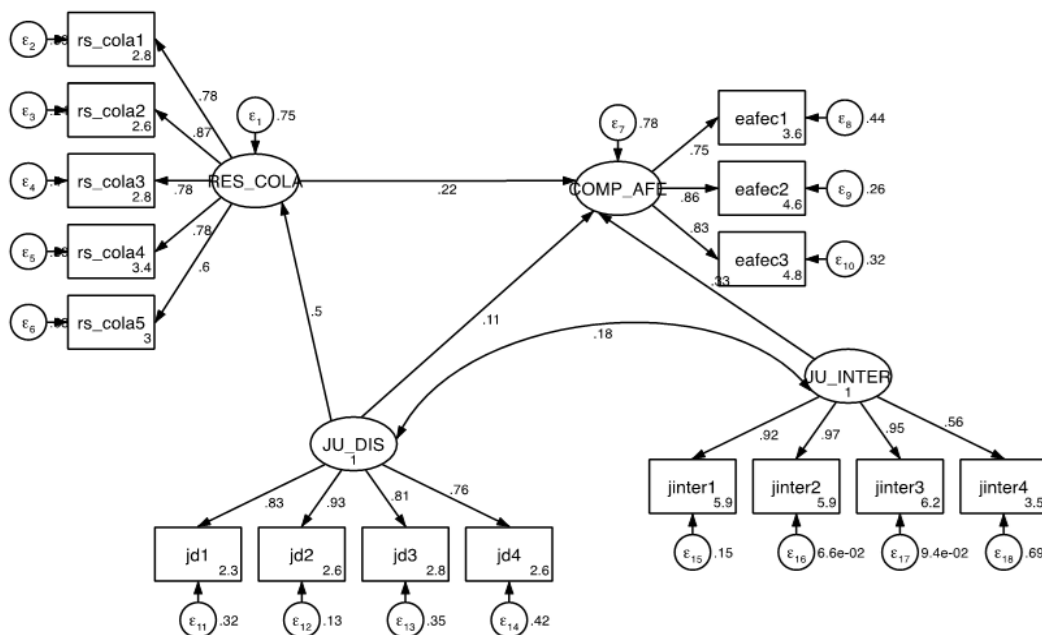 ε2
rs_cola1
2.8
.78
ε3
rs_cola2
2.6
.87
ε1 .75
ε4
rs_cola3
2.8
.78
RES_COLA
ε5
rs_cola4
3.4
.78
ε6
rs_cola5
3
.6
.22
ε7 .78
COMP_AFE
.75
eafec1
3.6
ε8 .44
.86
eafec2
4.6
ε9 .26
.83
eafec3
4.8
ε10 .32
.5
.11
.33
.18
JU_DIS
1
JU_INTER
1
.83
.93
.81
.76
.92
.97
.95
.56
jd1
2.3
jd2
2.6
jd3
2.8
jd4
2.6
jinter1
5.9
jinter2
5.9
jinter3
6.2
jinter4
3.5
ε11 .32
ε12 .13
ε13 .35
ε14 .42
ε15 .15
ε16 6.6e-02
ε17 9.4e-02
ε18 .69